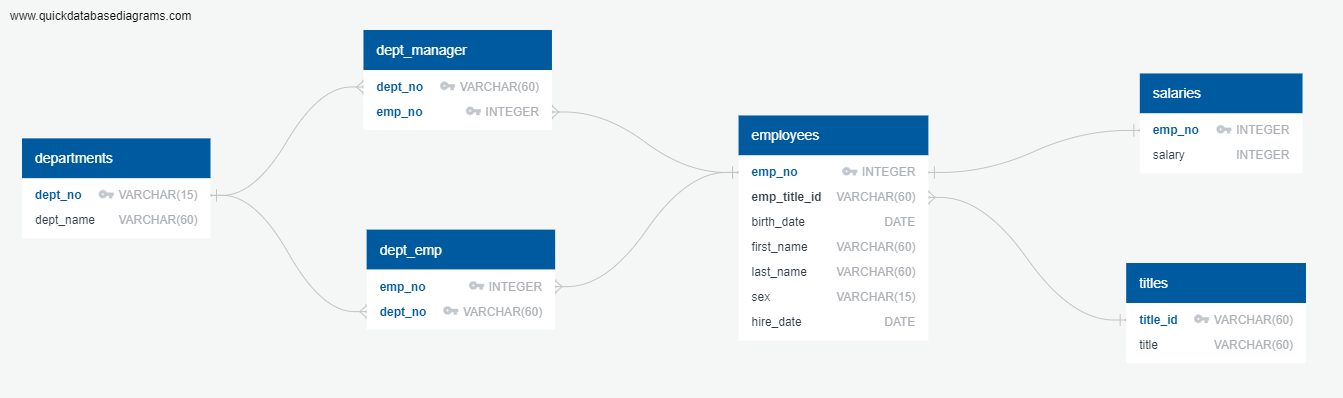 www.quickdatabasediagrams.com
departments
dept_no VARCHAR(15)
dept_name VARCHAR(60)
dept_manager
dept_no VARCHAR(60)
emp_no INTEGER
dept_emp
emp_no INTEGER
dept_no VARCHAR(60)
employees
emp_no INTEGER
emp_title_id VARCHAR(60)
birth_date DATE
first_name VARCHAR(60)
last_name VARCHAR(60)
sex VARCHAR(15)
hire_date DATE
salaries
emp_no INTEGER
salary INTEGER
titles
title_id VARCHAR(60)
title VARCHAR(60)